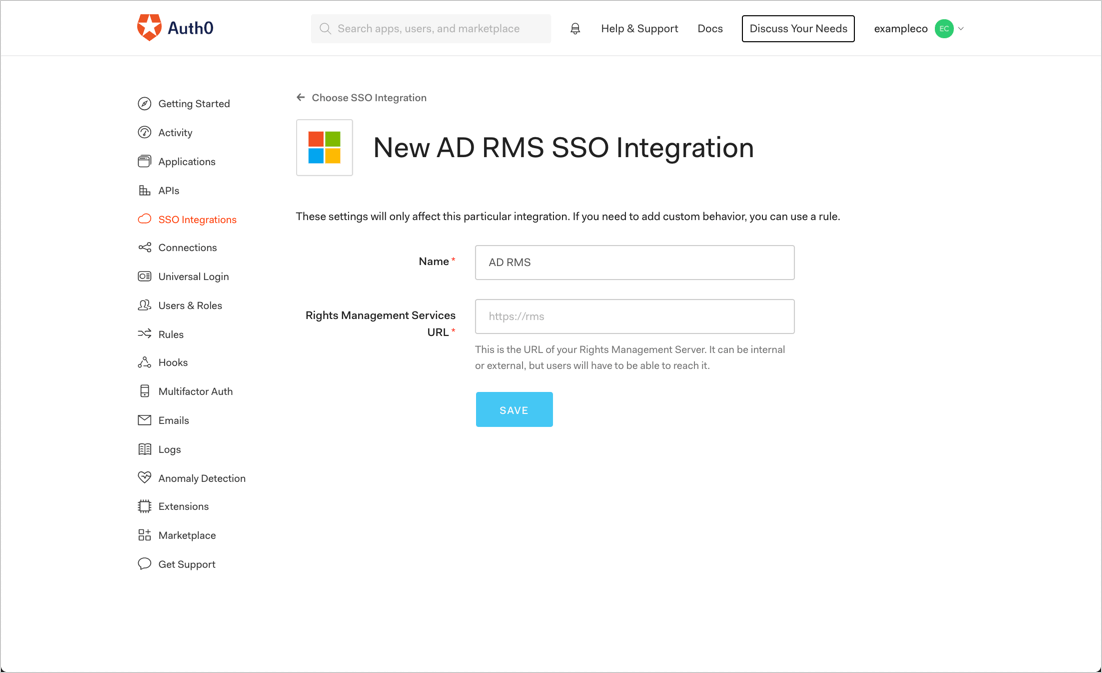 Auth0
Search apps, users, and marketplace
Help & Support
Docs
Discuss Your Needs
exampleco
EC
Getting Started
Activity
Applications
APIs
SSO Integrations
Connections
Universal Login
Users & Roles
Rules
Hooks
Multifactor Auth
Emails
Logs
Anomaly Detection
Extensions
Marketplace
Get Support
Choose SSO Integration
New AD RMS SSO Integration
These settings will only affect this particular integration. If you need to add custom behavior, you can use a rule.
Name *
AD RMS
Rights Management Services
URL *
https://rms
This is the URL of your Rights Management Server. It can be internal
or external, but users will have to be able to reach it.
SAVE